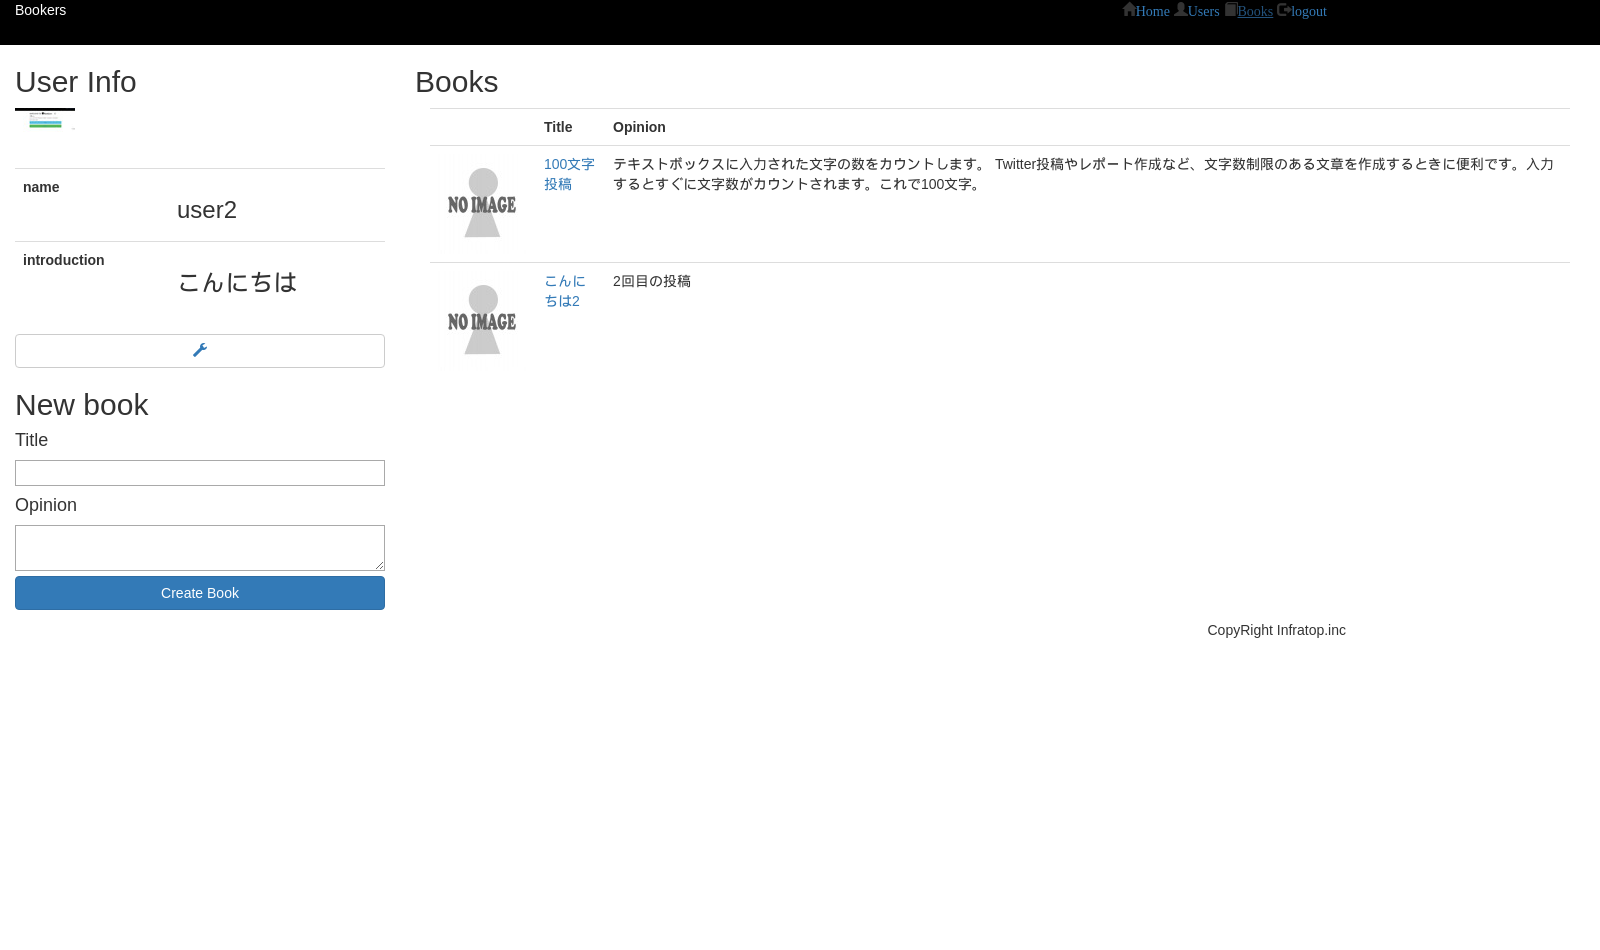 Bookers
Home Users Books logout
User Info
name
user2
introduction
こんにちは
New book
Title
Opinion
Create Book
Books
Title Opinion
NO IMAGE
100文字
投稿
テキストボックスに入力された文字の数をカウントします。 Twitter投稿やレポート作成など、文字数制限のある文章を作成するときに便利です。入力
するとすぐに文字数がカウントされます。これで100文字。
NO IMAGE
こんに
ちは2
2回目の投稿
CopyRight Infratop.inc